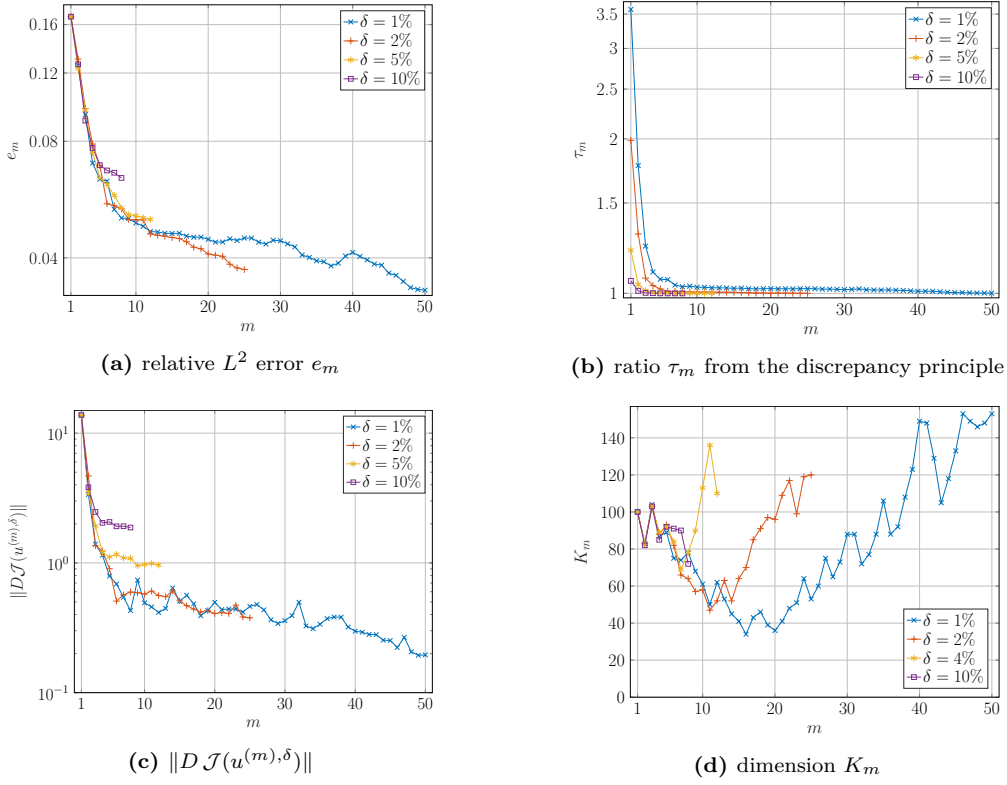 0.16
0.12
0.08
0.04
e_m
1 10 20 30 40 50
m
δ = 1%
δ = 2%
δ = 5%
δ = 10%
(a) relative L² error e_m
3.5
3
2.5
2
1.5
1
τ_m
1 10 20 30 40 50
m
δ = 1%
δ = 2%
δ = 5%
δ = 10%
(b) ratio τ_m from the discrepancy principle
10¹
10⁰
10⁻¹
‖D𝒥(u^{(m),δ})‖
1 10 20 30 40 50
m
δ = 1%
δ = 2%
δ = 5%
δ = 10%
(c) ‖D 𝒥(u^{(m),δ})‖
140
120
100
80
60
40
20
0
K_m
1 10 20 30 40 50
m
δ = 1%
δ = 2%
δ = 4%
δ = 10%
(d) dimension K_m